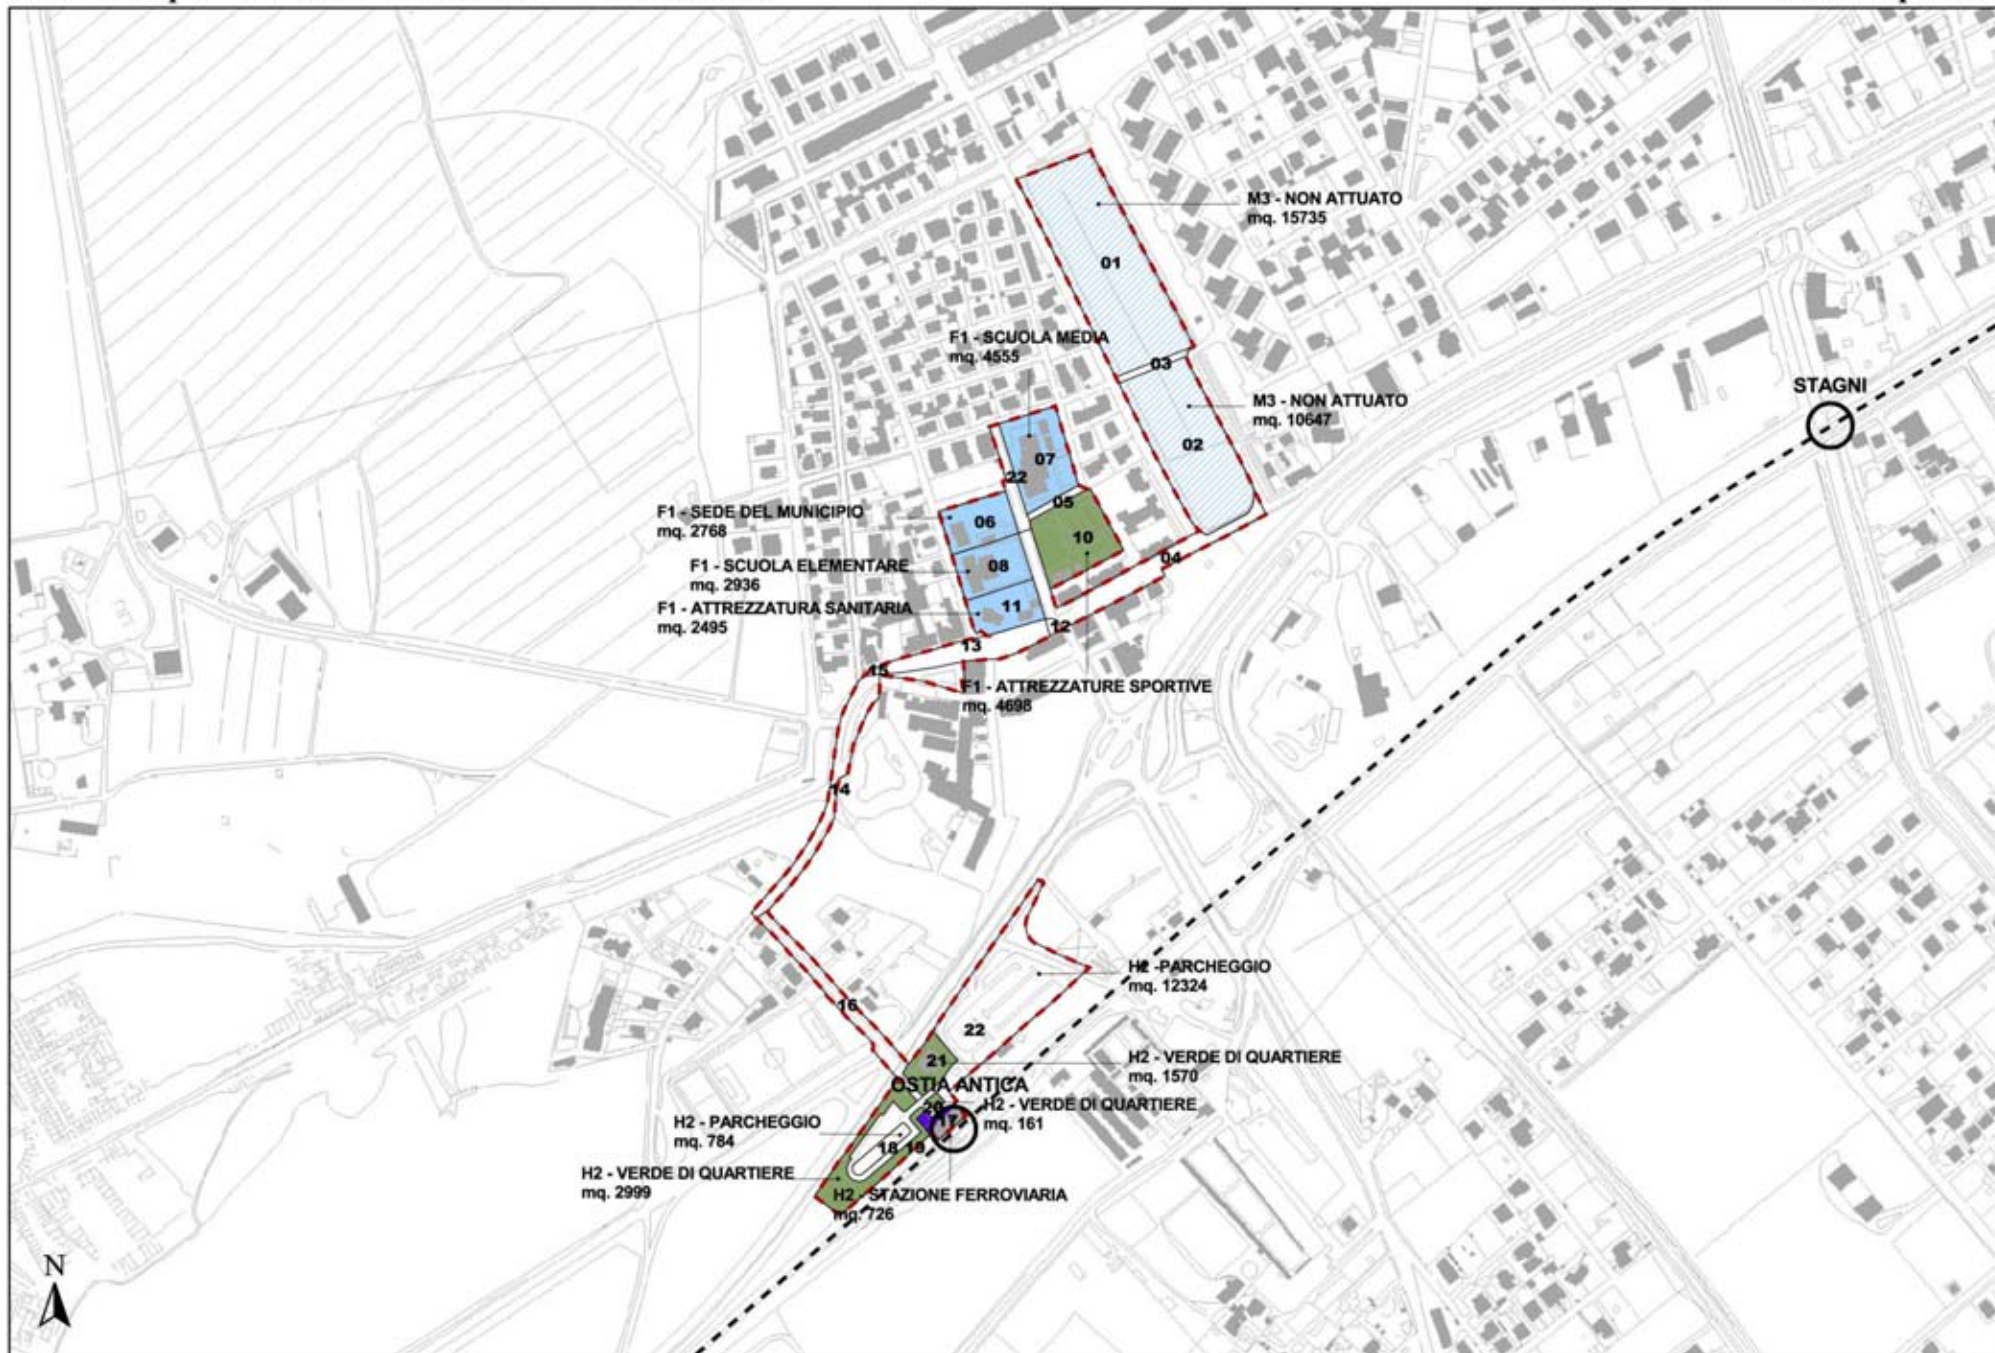 M3 - NON ATTUATO
mq. 15735
01
F1 - SCUOLA MEDIA
mq. 4555
03
STAGNI
M3 - NON ATTUATO
mq. 10647
02
07
22
05
F1 - SEDE DEL MUNICIPIO
mq. 2768
06
10
F1 - SCUOLA ELEMENTARE
mq. 2936
08
04
F1 - ATTREZZATURA SANITARIA
mq. 2495
11
12
13
15
F1 - ATTREZZATURE SPORTIVE
mq. 4698
14
H2 -PARCHEGGIO
mq. 12324
16
22
21
H2 - VERDE DI QUARTIERE
mq. 1570
OSTIA ANTICA
20
H2 - VERDE DI QUARTIERE
mq. 161
17
H2 - PARCHEGGIO
mq. 784
18
19
H2 - VERDE DI QUARTIERE
mq. 2999
H2 - STAZIONE FERROVIARIA
mq. 726
N